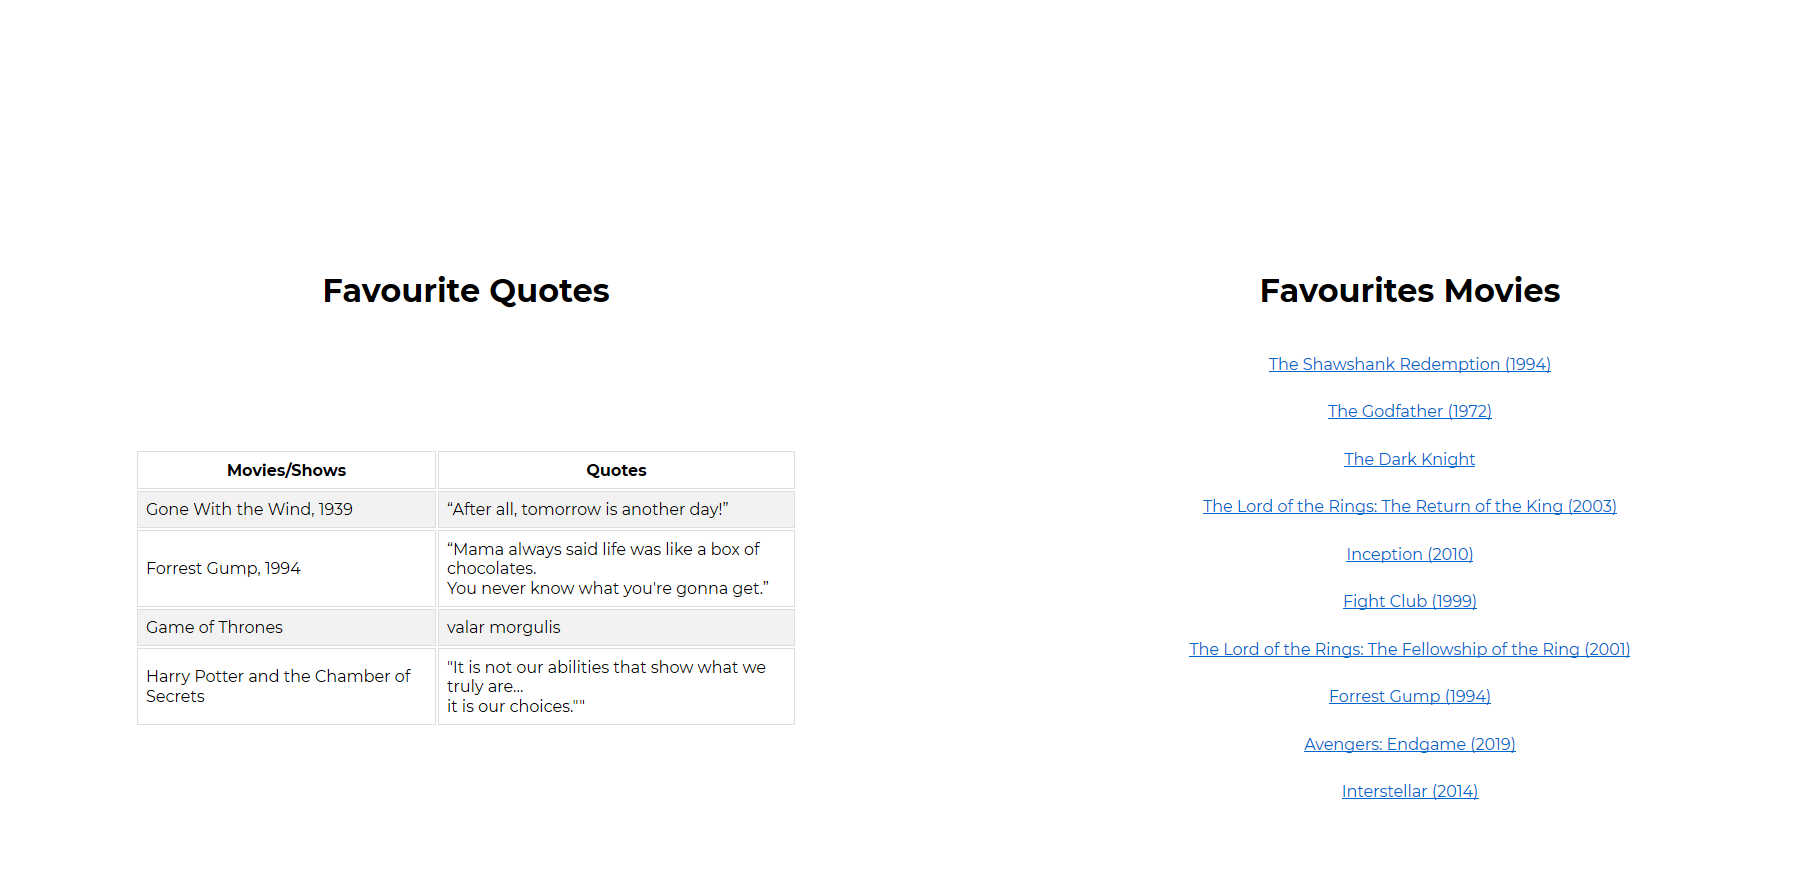 Favourite Quotes
Movies/Shows Quotes
Gone With the Wind, 1939 “After all, tomorrow is another day!”
Forrest Gump, 1994
“Mama always said life was like a box of
chocolates.
You never know what you're gonna get.”
Game of Thrones valar morgulis
Harry Potter and the Chamber of
Secrets
"It is not our abilities that show what we
truly are...
it is our choices.""
Favourites Movies
The Shawshank Redemption (1994)
The Godfather (1972)
The Dark Knight
The Lord of the Rings: The Return of the King (2003)
Inception (2010)
Fight Club (1999)
The Lord of the Rings: The Fellowship of the Ring (2001)
Forrest Gump (1994)
Avengers: Endgame (2019)
Interstellar (2014)